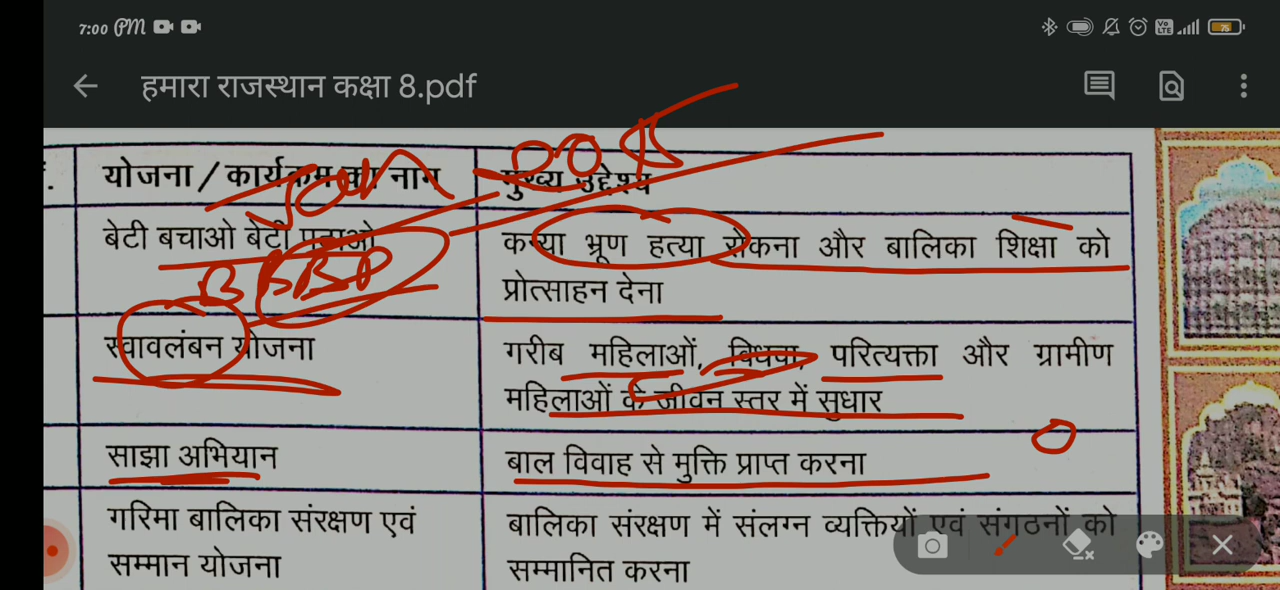 7:00 PM
75
हमारा राजस्थान कक्षा 8.pdf
योजना / कार्यक्रम का नाम मुख्य उद्देश्य
बेटी बचाओ बेटी पढाओ
कन्या भ्रूण हत्या रोकना और बालिका शिक्षा को
प्रोत्साहन देना
BBBP
स्वावलंबन योजना
गरीब महिलाओं, विधवा, परित्यक्ता और ग्रामीण
महिलाओं के जीवन स्तर में सुधार
साझा अभियान बाल विवाह से मुक्ति प्राप्त करना
गरिमा बालिका संरक्षण एवं
सम्मान योजना
बालिका संरक्षण में संलग्न व्यक्तियों एवं संगठनों को
सम्मानित करना